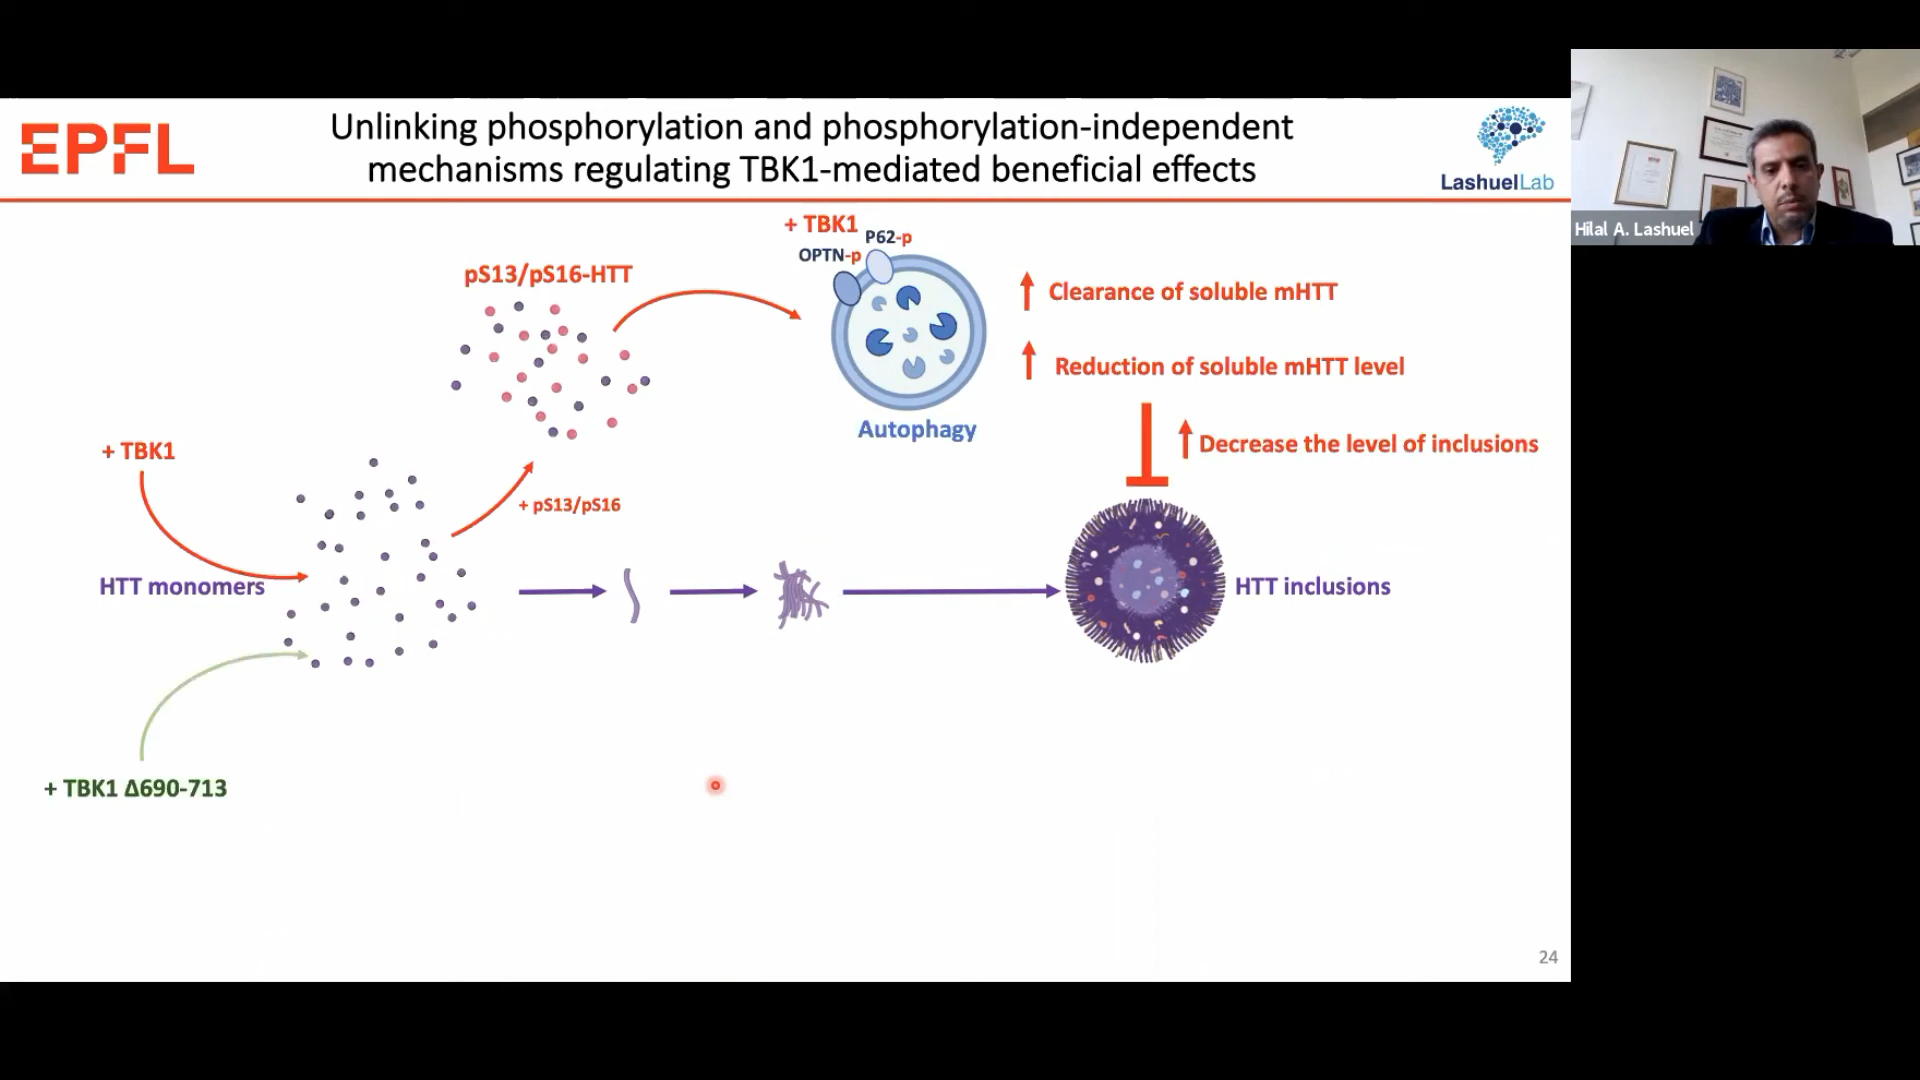 EPFL
Unlinking phosphorylation and phosphorylation-independent
mechanisms regulating TBK1-mediated beneficial effects
LashuelLab
Hilal A. Lashuel
+ TBK1
P62-p
OPTN-p
pS13/pS16-HTT
Clearance of soluble mHTT
Reduction of soluble mHTT level
Autophagy
Decrease the level of inclusions
+ TBK1
+ pS13/pS16
HTT monomers
HTT inclusions
+ TBK1 Δ690-713
24